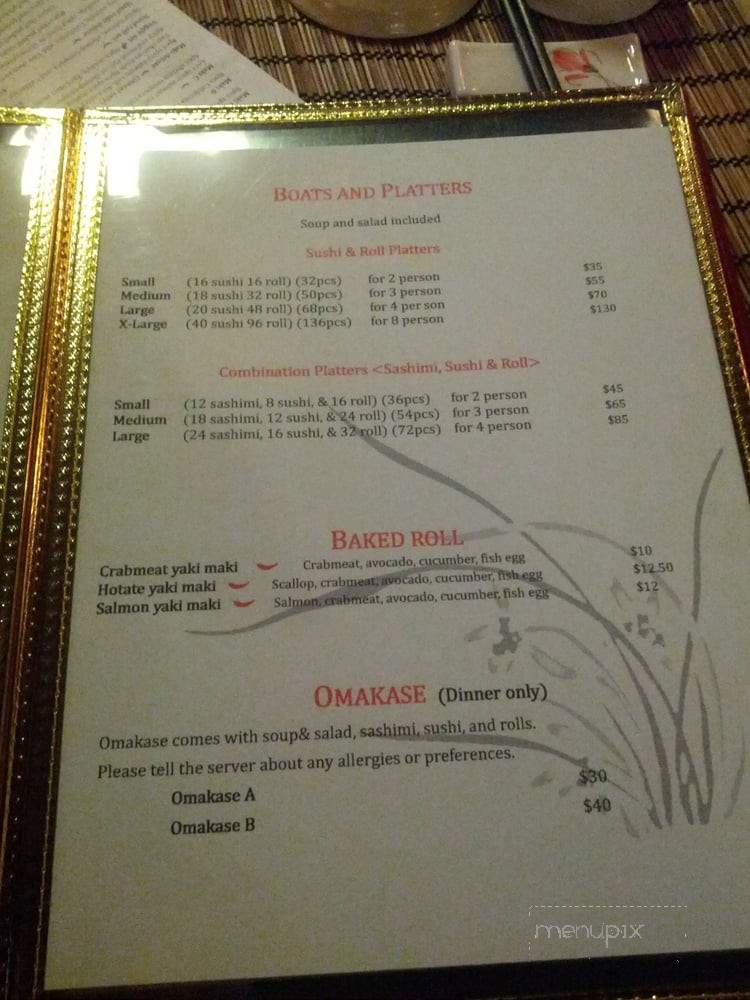 BOATS AND PLATTERS
Soup and salad included
Sushi & Roll Platters
Small (16 sushi 16 roll) (32pcs) for 2 person $35
Medium (18 sushi 32 roll) (50pcs) for 3 person $55
Large (20 sushi 48 roll) (68pcs) for 4 per son $70
X-Large (40 sushi 96 roll) (136pcs) for 8 person $130
Combination Platters <Sashimi, Sushi & Roll>
Small (12 sashimi, 8 sushi, & 16 roll) (36pcs) for 2 person $45
Medium (18 sashimi, 12 sushi, & 24 roll) (54pcs) for 3 person $65
Large (24 sashimi, 16 sushi, & 32 roll) (72pcs) for 4 person $85
BAKED ROLL
Crabmeat yaki maki Crabmeat, avocado, cucumber, fish egg $10
Hotate yaki maki Scallop, crabmeat, avocado, cucumber, fish egg $12.50
Salmon yaki maki Salmon, crabmeat, avocado, cucumber, fish egg $12
OMAKASE (Dinner only)
Omakase comes with soup& salad, sashimi, sushi, and rolls.
Please tell the server about any allergies or preferences.
Omakase A $30
Omakase B $40
menupix